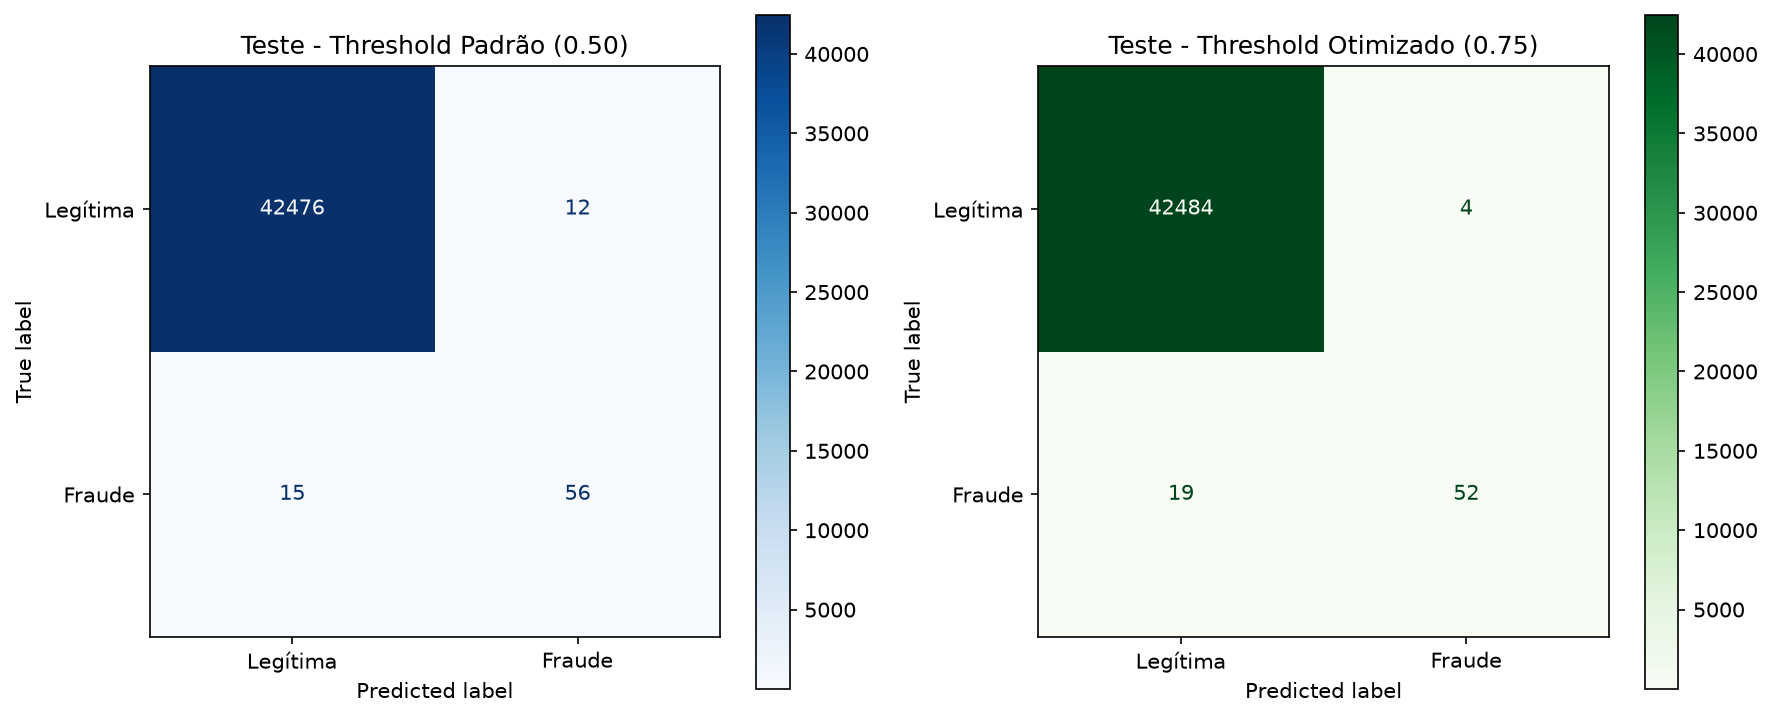 Teste - Threshold Padrão (0.50)
True label
Legítima
Fraude
42476
12
15
56
Legítima
Fraude
Predicted label
40000
35000
30000
25000
20000
15000
10000
5000
Teste - Threshold Otimizado (0.75)
True label
Legítima
Fraude
42484
4
19
52
Legítima
Fraude
Predicted label
40000
35000
30000
25000
20000
15000
10000
5000